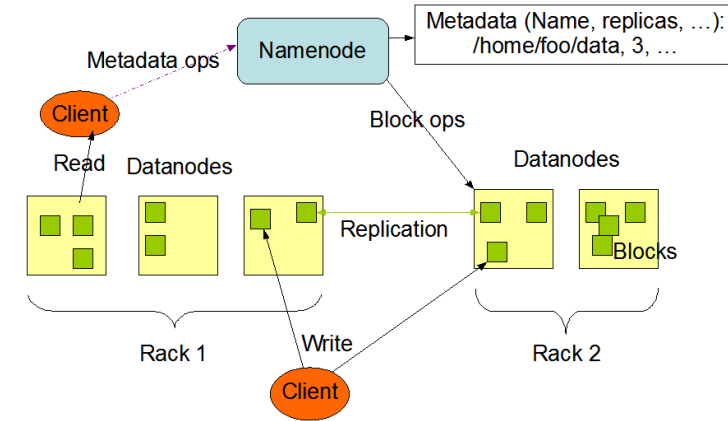 Metadata (Name, replicas, …):
/home/foo/data, 3, …
Namenode
Metadata ops
Client
Block ops
Read
Datanodes
Datanodes
Replication
Blocks
Rack 1
Write
Rack 2
Client